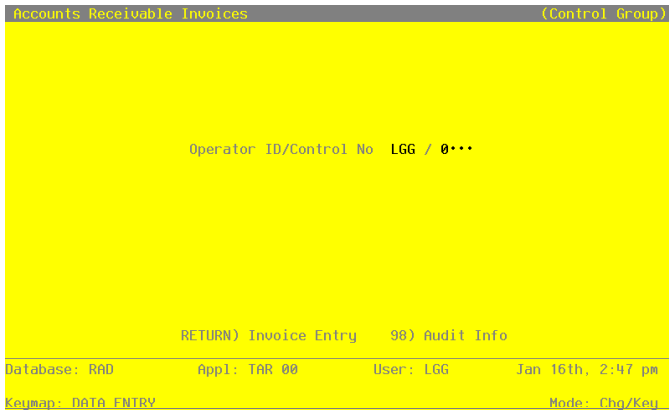 Accounts Receivable Invoices (Control Group)
Operator ID/Control No LGG / 0···
RETURN) Invoice Entry 98) Audit Info
Database: RAD Appl: TAR 00 User: LGG Jan 16th, 2:47 pm
Keymap: DATA ENTRY Mode: Chg/Key